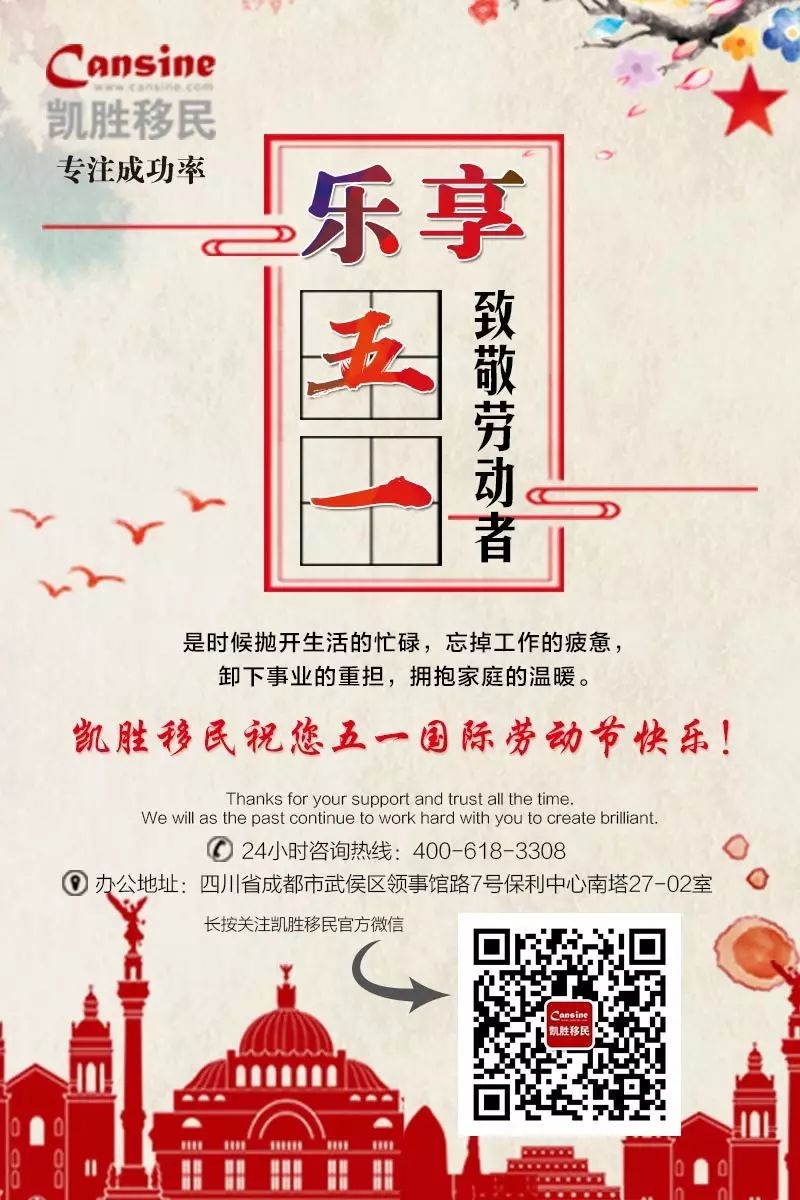 Cansine
www.cansine.com
凯胜移民
专注成功率
乐享
五一
致敬劳动者
是时候抛开生活的忙碌，忘掉工作的疲惫，
卸下事业的重担，拥抱家庭的温暖。
凯胜移民祝您五一国际劳动节快乐！
Thanks for your support and trust all the time.
We will as the past continue to work hard with you to create brilliant.
24小时咨询热线：400-618-3308
办公地址：四川省成都市武侯区领事馆路7号保利中心南塔27-02室
长按关注凯胜移民官方微信
Cansine
凯胜移民